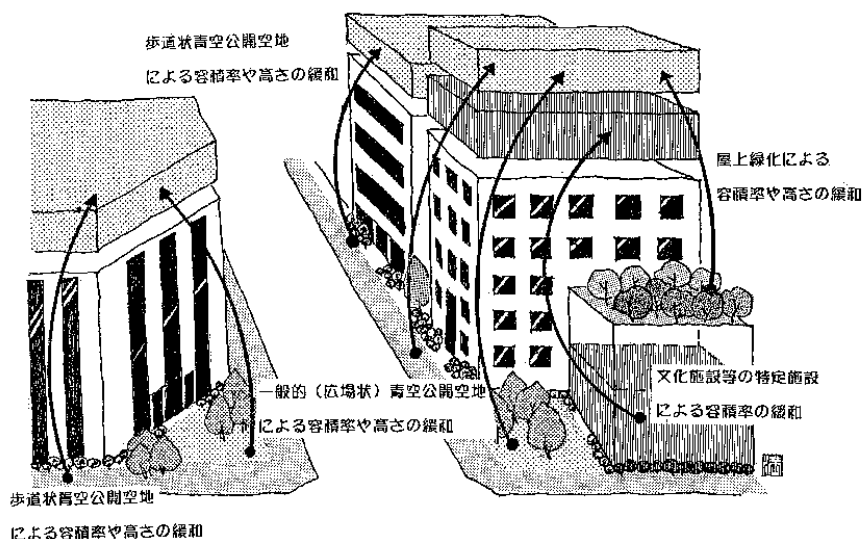 歩道状青空公開空地
による容積率や高さの緩和
屋上緑化による
容積率や高さの緩和
一般的（広場状）青空公開空地
による容積率や高さの緩和
文化施設等の特定施設
による容積率の緩和
歩道状青空公開空地
による容積率や高さの緩和